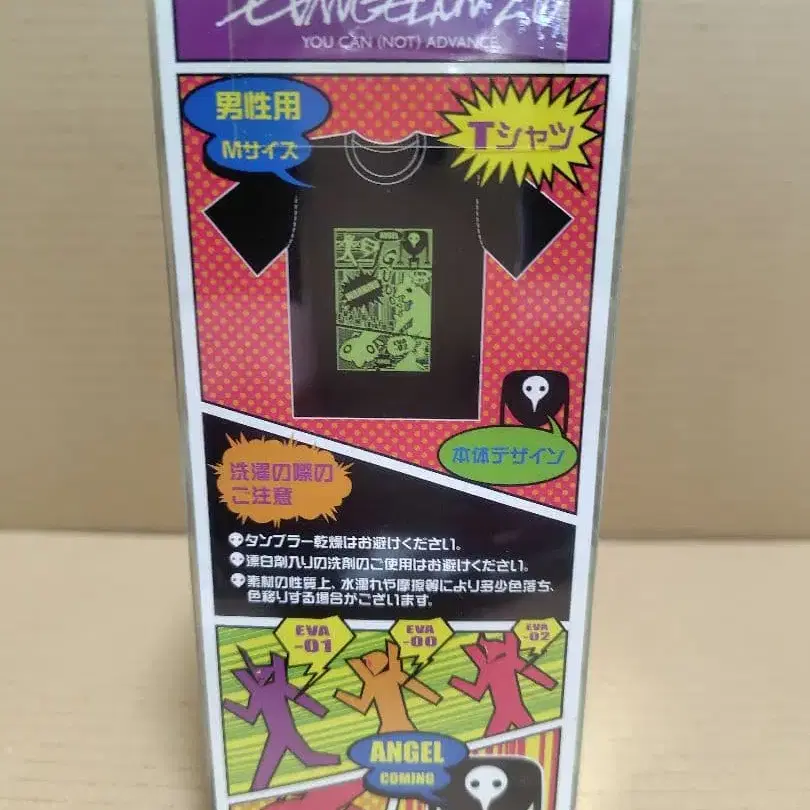 EVANGELION 2.0
YOU CAN (NOT) ADVANCE
男性用
Mサイズ
Tシャツ
ANGEL
本体デザイン
洗濯の際の
ご注意
タンブラー乾燥はお避けください。
漂白剤入りの洗剤のご使用はお避けください。
素材の性質上、水濡れや摩擦等により多少色落ち、
色移りする場合がございます。
EVA
-01
EVA
-00
EVA
-02
ANGEL
COMING